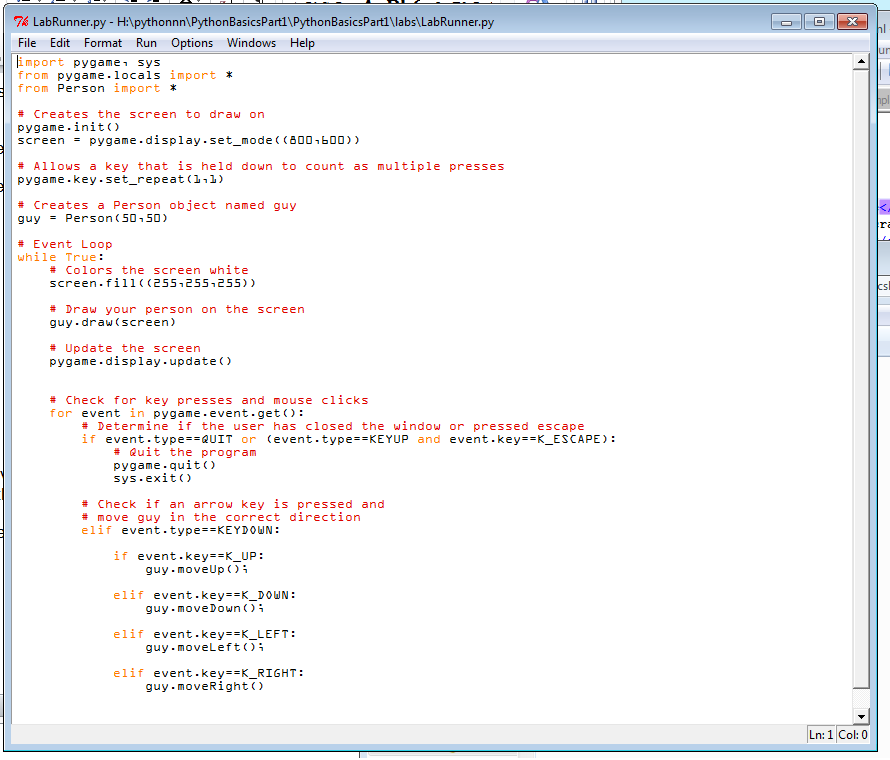 LabRunner.py - H:\pythonnn\PythonBasicsPart1\PythonBasicsPart1\labs\LabRunner.py
File Edit Format Run Options Windows Help
import pygame, sys
from pygame.locals import *
from Person import *
# Creates the screen to draw on
pygame.init()
screen = pygame.display.set_mode((800,600))
# Allows a key that is held down to count as multiple presses
pygame.key.set_repeat(1,1)
# Creates a Person object named guy
guy = Person(50,50)
# Event Loop
while True:
    # Colors the screen white
    screen.fill((255,255,255))
    # Draw your person on the screen
    guy.draw(screen)
    # Update the screen
    pygame.display.update()
    # Check for key presses and mouse clicks
    for event in pygame.event.get():
        # Determine if the user has closed the window or pressed escape
        if event.type==QUIT or (event.type==KEYUP and event.key==K_ESCAPE):
            # Quit the program
            pygame.quit()
            sys.exit()
        # Check if an arrow key is pressed and
        # move guy in the correct direction
        elif event.type==KEYDOWN:
            if event.key==K_UP:
                guy.moveUp();
            elif event.key==K_DOWN:
                guy.moveDown();
            elif event.key==K_LEFT:
                guy.moveLeft();
            elif event.key==K_RIGHT:
                guy.moveRight()
Ln: 1 Col: 0